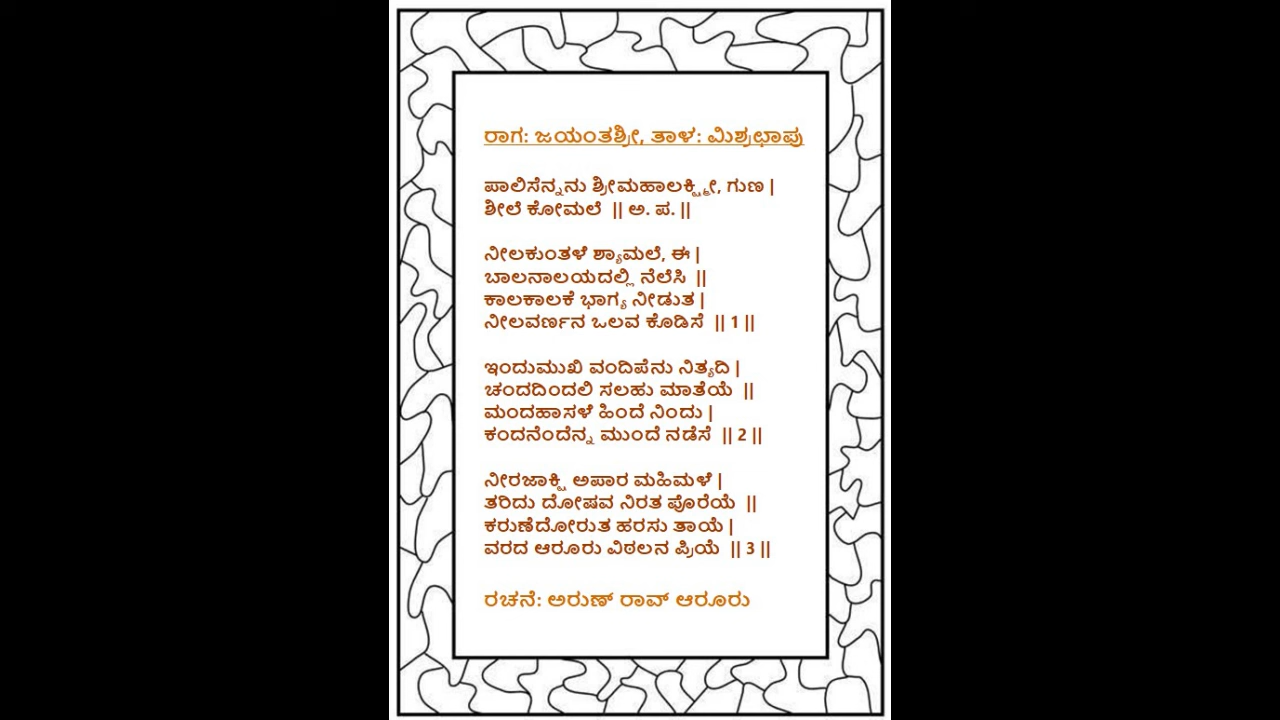 ರಾಗ: ಜಯಂತಶ್ರೀ, ತಾಳ: ಮಿಶ್ರಛಾಪು
ಪಾಲಿಸೆನ್ನನು ಶ್ರೀಮಹಾಲಕ್ಷ್ಮೀ, ಗುಣ |
ಶೀಲೆ ಕೋಮಲೆ || ಅ. ಪ. ||
ನೀಲಕುಂತಳೆ ಶ್ಯಾಮಲೆ, ಈ |
ಬಾಲನಾಲಯದಲ್ಲಿ ನೆಲೆಸಿ ||
ಕಾಲಕಾಲಕೆ ಭಾಗ್ಯ ನೀಡುತ |
ನೀಲವರ್ಣನ ಒಲವ ಕೊಡಿಸೆ || 1 ||
ಇಂದುಮುಖಿ ವಂದಿಪೆನು ನಿತ್ಯದಿ |
ಚಂದದಿಂದಲಿ ಸಲಹು ಮಾತೆಯೆ ||
ಮಂದಹಾಸಳೆ ಹಿಂದೆ ನಿಂದು |
ಕಂದನೆಂದೆನ್ನ ಮುಂದೆ ನಡೆಸೆ || 2 ||
ನೀರಜಾಕ್ಷಿ ಅಪಾರ ಮಹಿಮಳೆ |
ತರಿದು ದೋಷವ ನಿರತ ಪೊರೆಯೆ ||
ಕರುಣೆದೋರುತ ಹರಸು ತಾಯೆ |
ವರದ ಆರೂರು ವಿಠಲನ ಪ್ರಿಯೆ || 3 ||
ರಚನೆ: ಅರುಣ್ ರಾವ್ ಆರೂರು